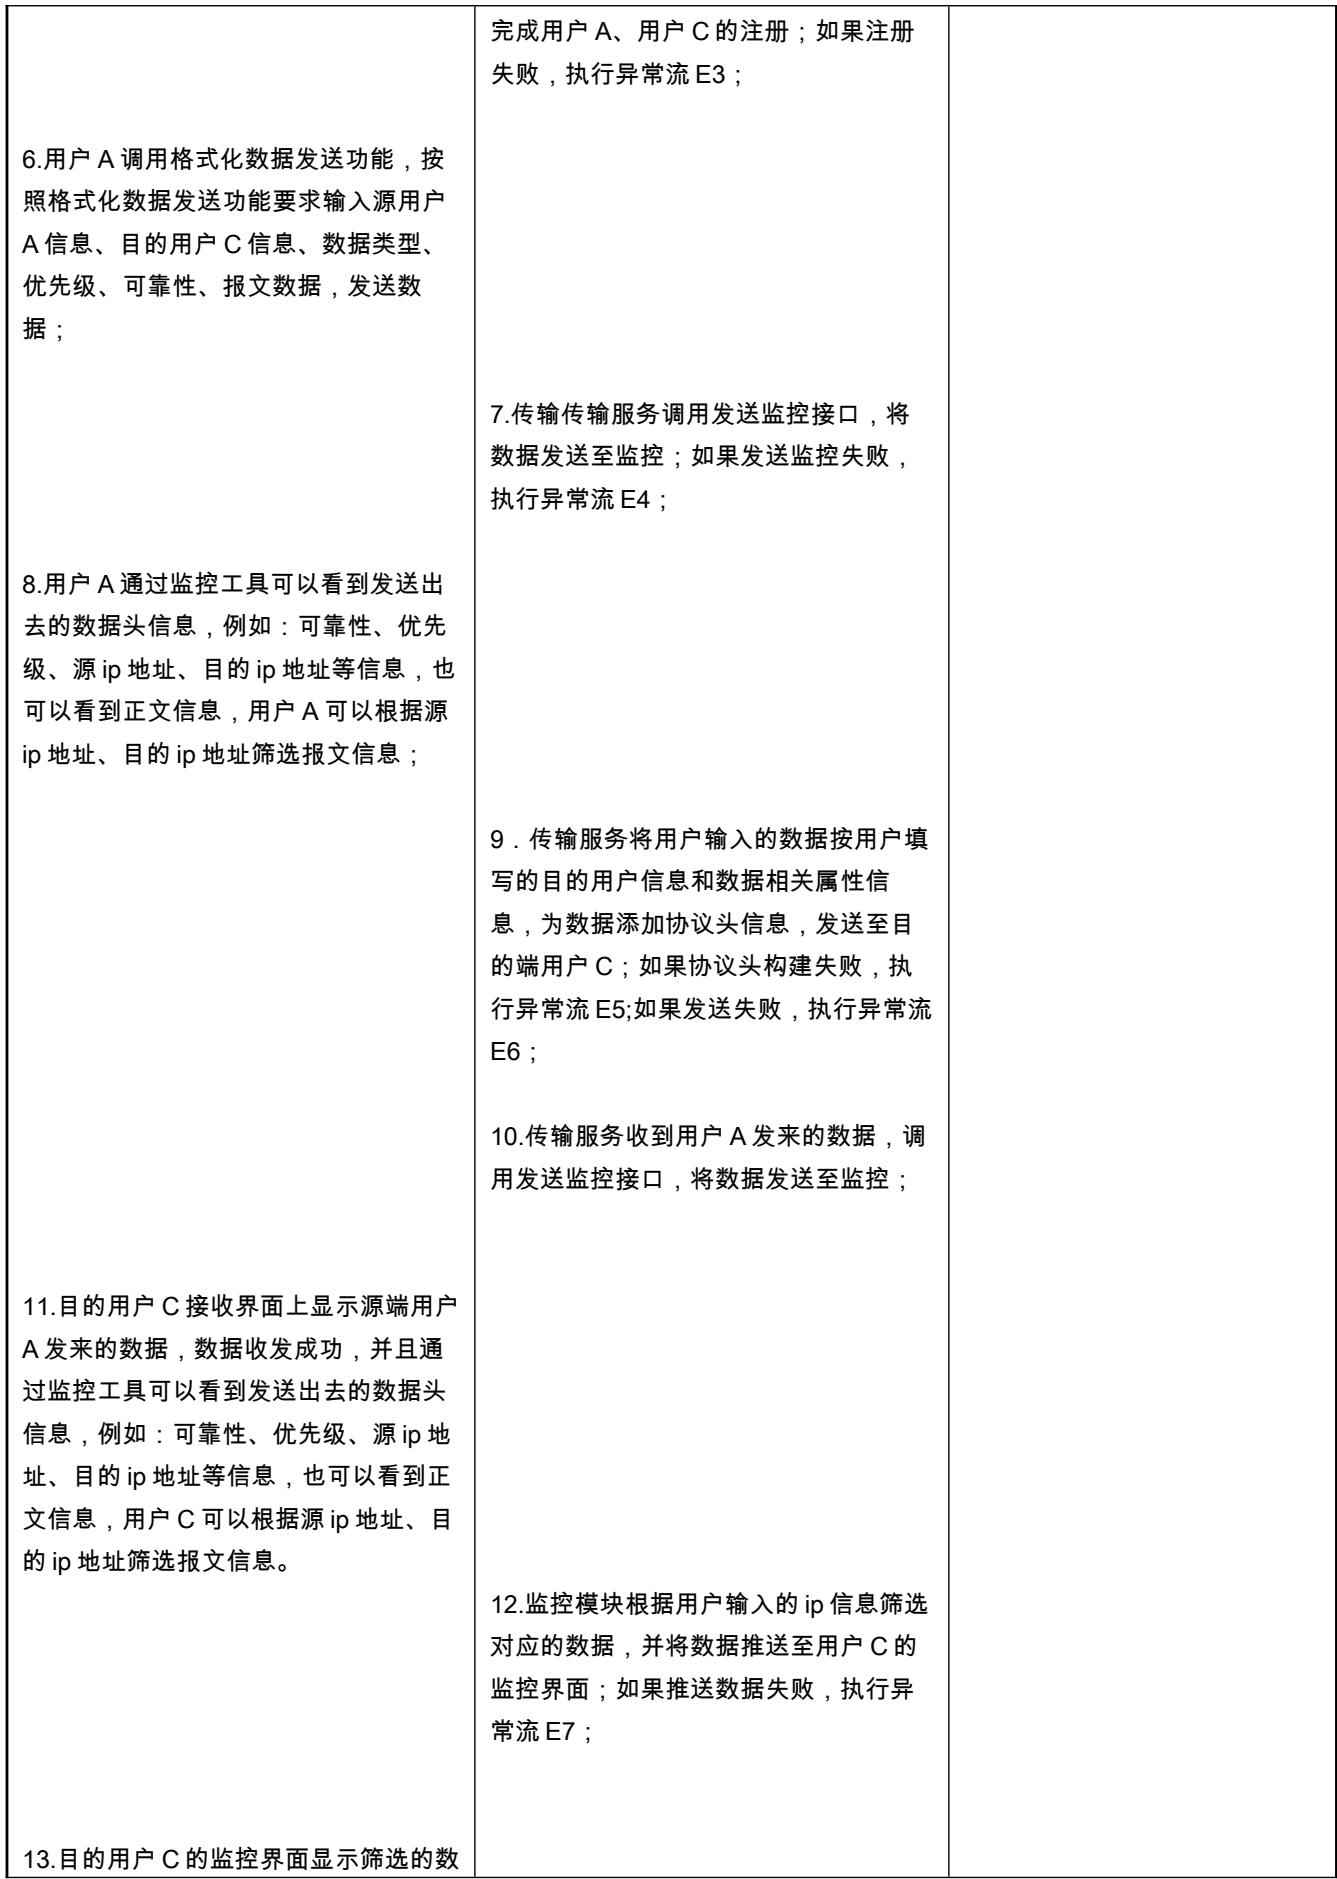 完成用户 A、用户 C 的注册；如果注册
失败，执行异常流 E3；
6.用户 A 调用格式化数据发送功能，按
照格式化数据发送功能要求输入源用户
A 信息、目的用户 C 信息、数据类型、
优先级、可靠性、报文数据，发送数
据；
7.传输传输服务调用发送监控接口，将
数据发送至监控；如果发送监控失败，
执行异常流 E4；
8.用户 A 通过监控工具可以看到发送出
去的数据头信息，例如：可靠性、优先
级、源 ip 地址、目的 ip 地址等信息，也
可以看到正文信息，用户 A 可以根据源
ip 地址、目的 ip 地址筛选报文信息；
9．传输服务将用户输入的数据按用户填
写的目的用户信息和数据相关属性信
息，为数据添加协议头信息，发送至目
的端用户 C；如果协议头构建失败，执
行异常流 E5;如果发送失败，执行异常流
E6；
10.传输服务收到用户 A 发来的数据，调
用发送监控接口，将数据发送至监控；
11.目的用户 C 接收界面上显示源端用户
A 发来的数据，数据收发成功，并且通
过监控工具可以看到发送出去的数据头
信息，例如：可靠性、优先级、源 ip 地
址、目的 ip 地址等信息，也可以看到正
文信息，用户 C 可以根据源 ip 地址、目
的 ip 地址筛选报文信息。
12.监控模块根据用户输入的 ip 信息筛选
对应的数据，并将数据推送至用户 C 的
监控界面；如果推送数据失败，执行异
常流 E7；
13.目的用户 C 的监控界面显示筛选的数